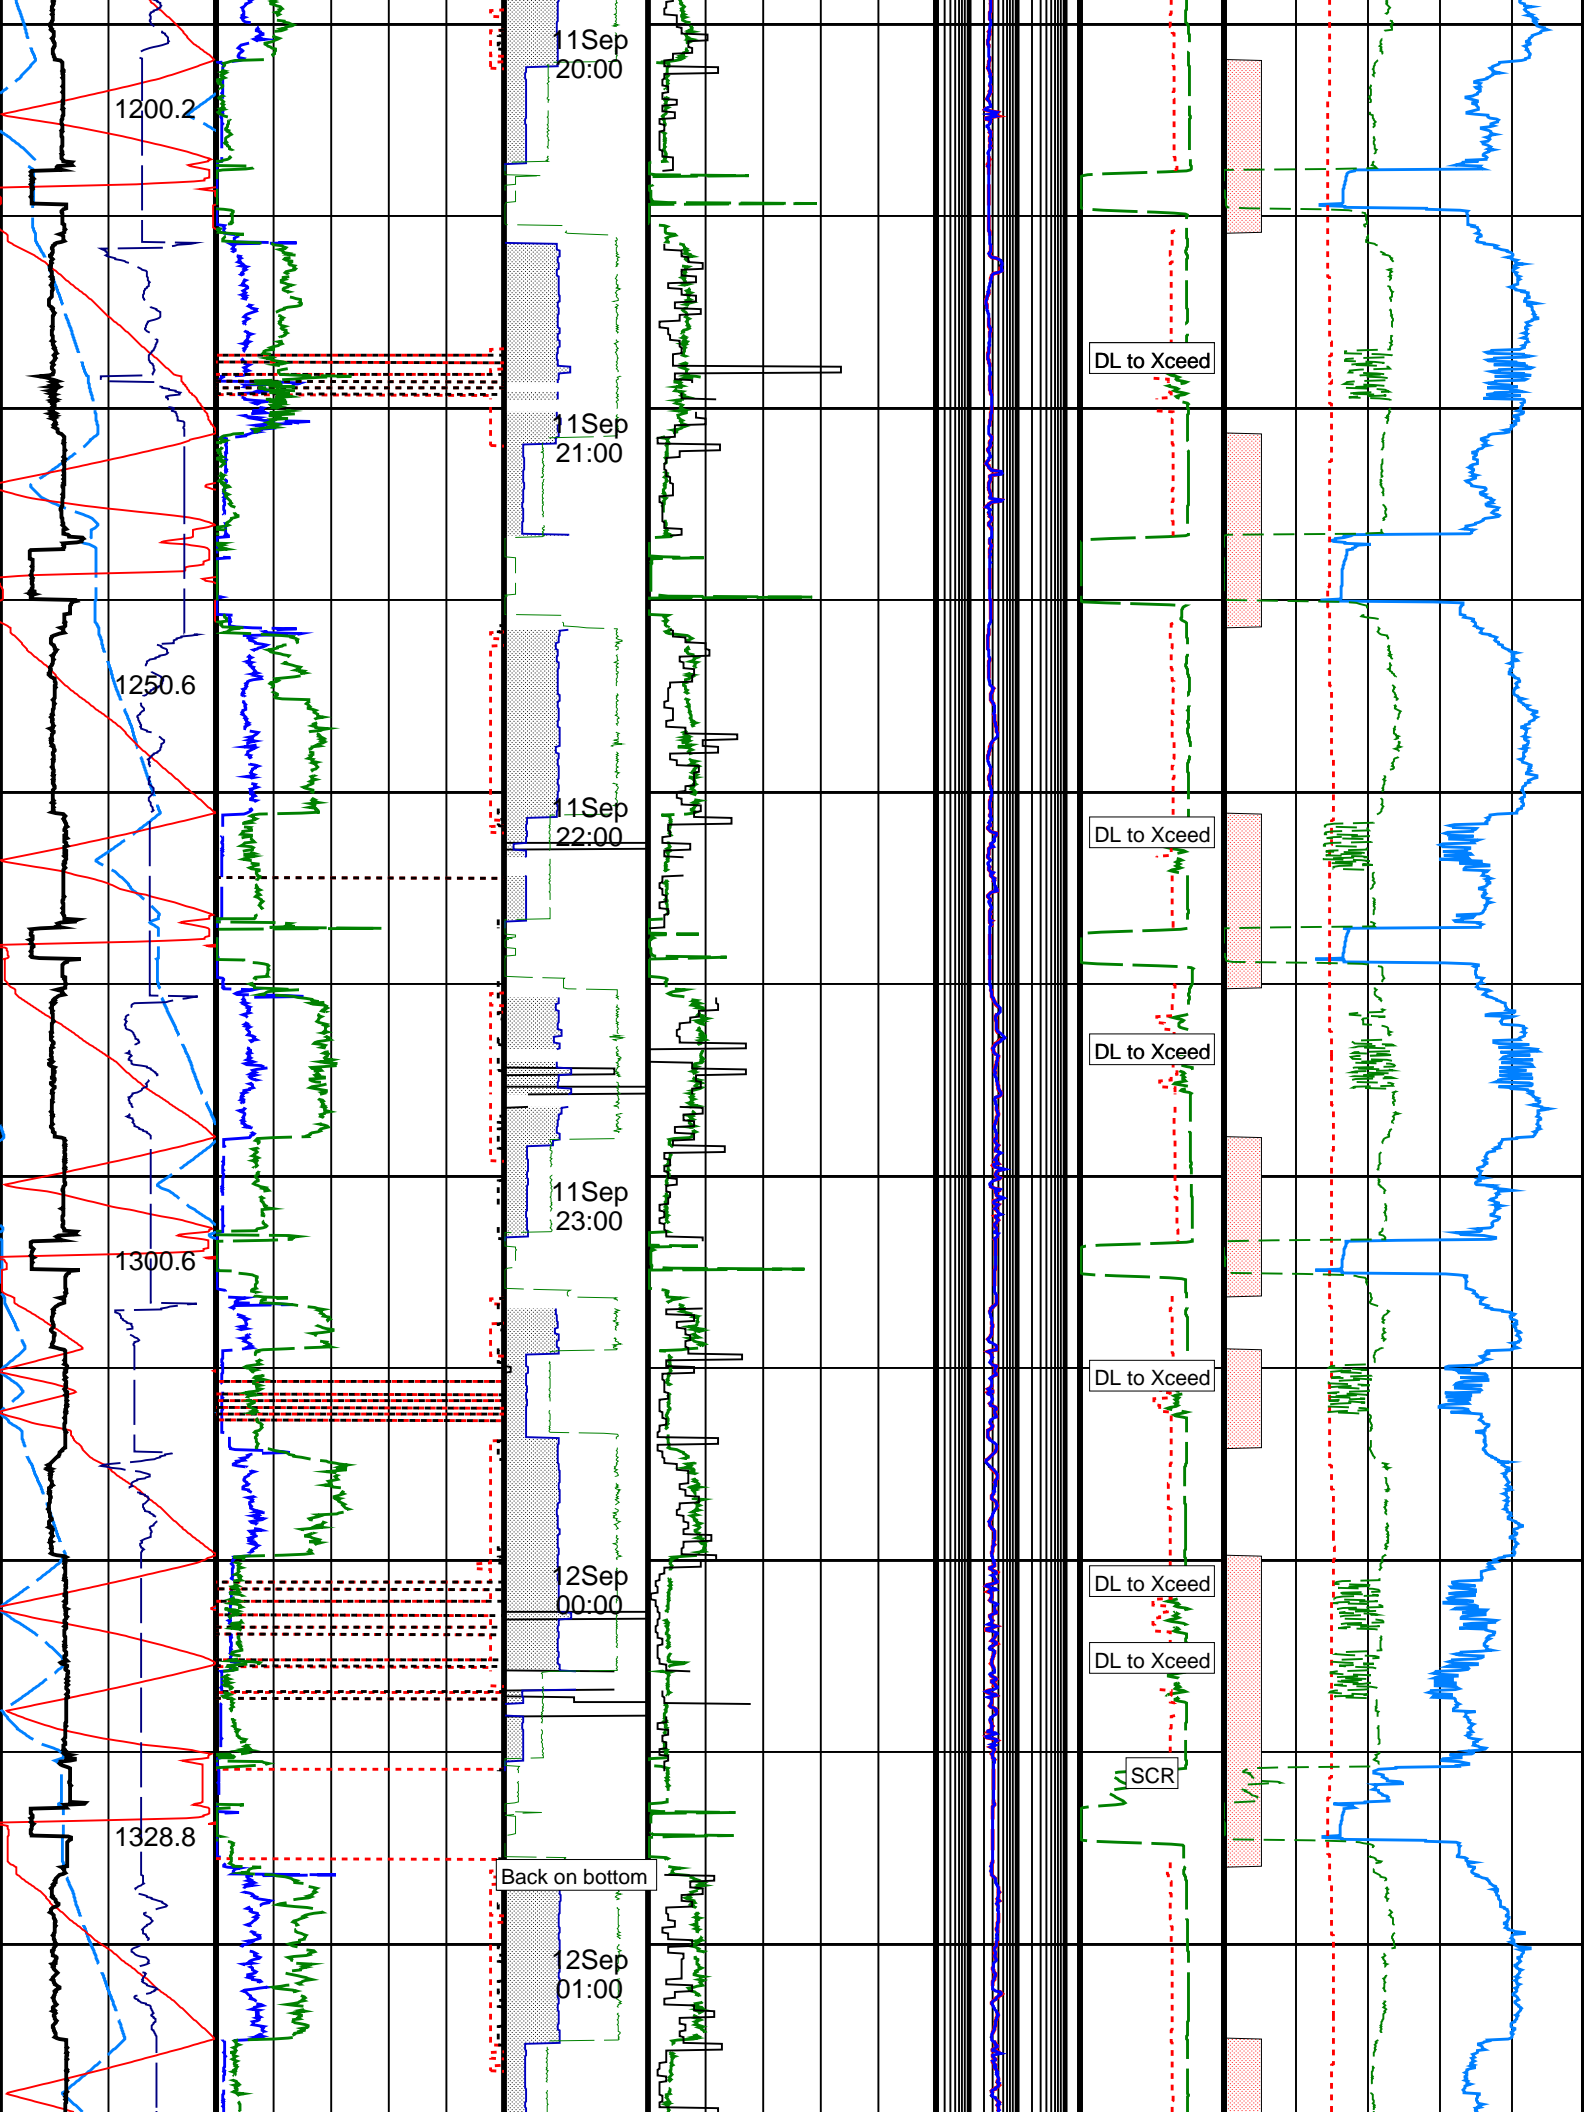 11Sep
20:00
1200.2
DL to Xceed
11Sep
21:00
1250.6
11Sep
22:00
DL to Xceed
DL to Xceed
11Sep
23:00
1300.6
DL to Xceed
12Sep
00:00
DL to Xceed
DL to Xceed
SCR
1328.8
Back on bottom
12Sep
01:00